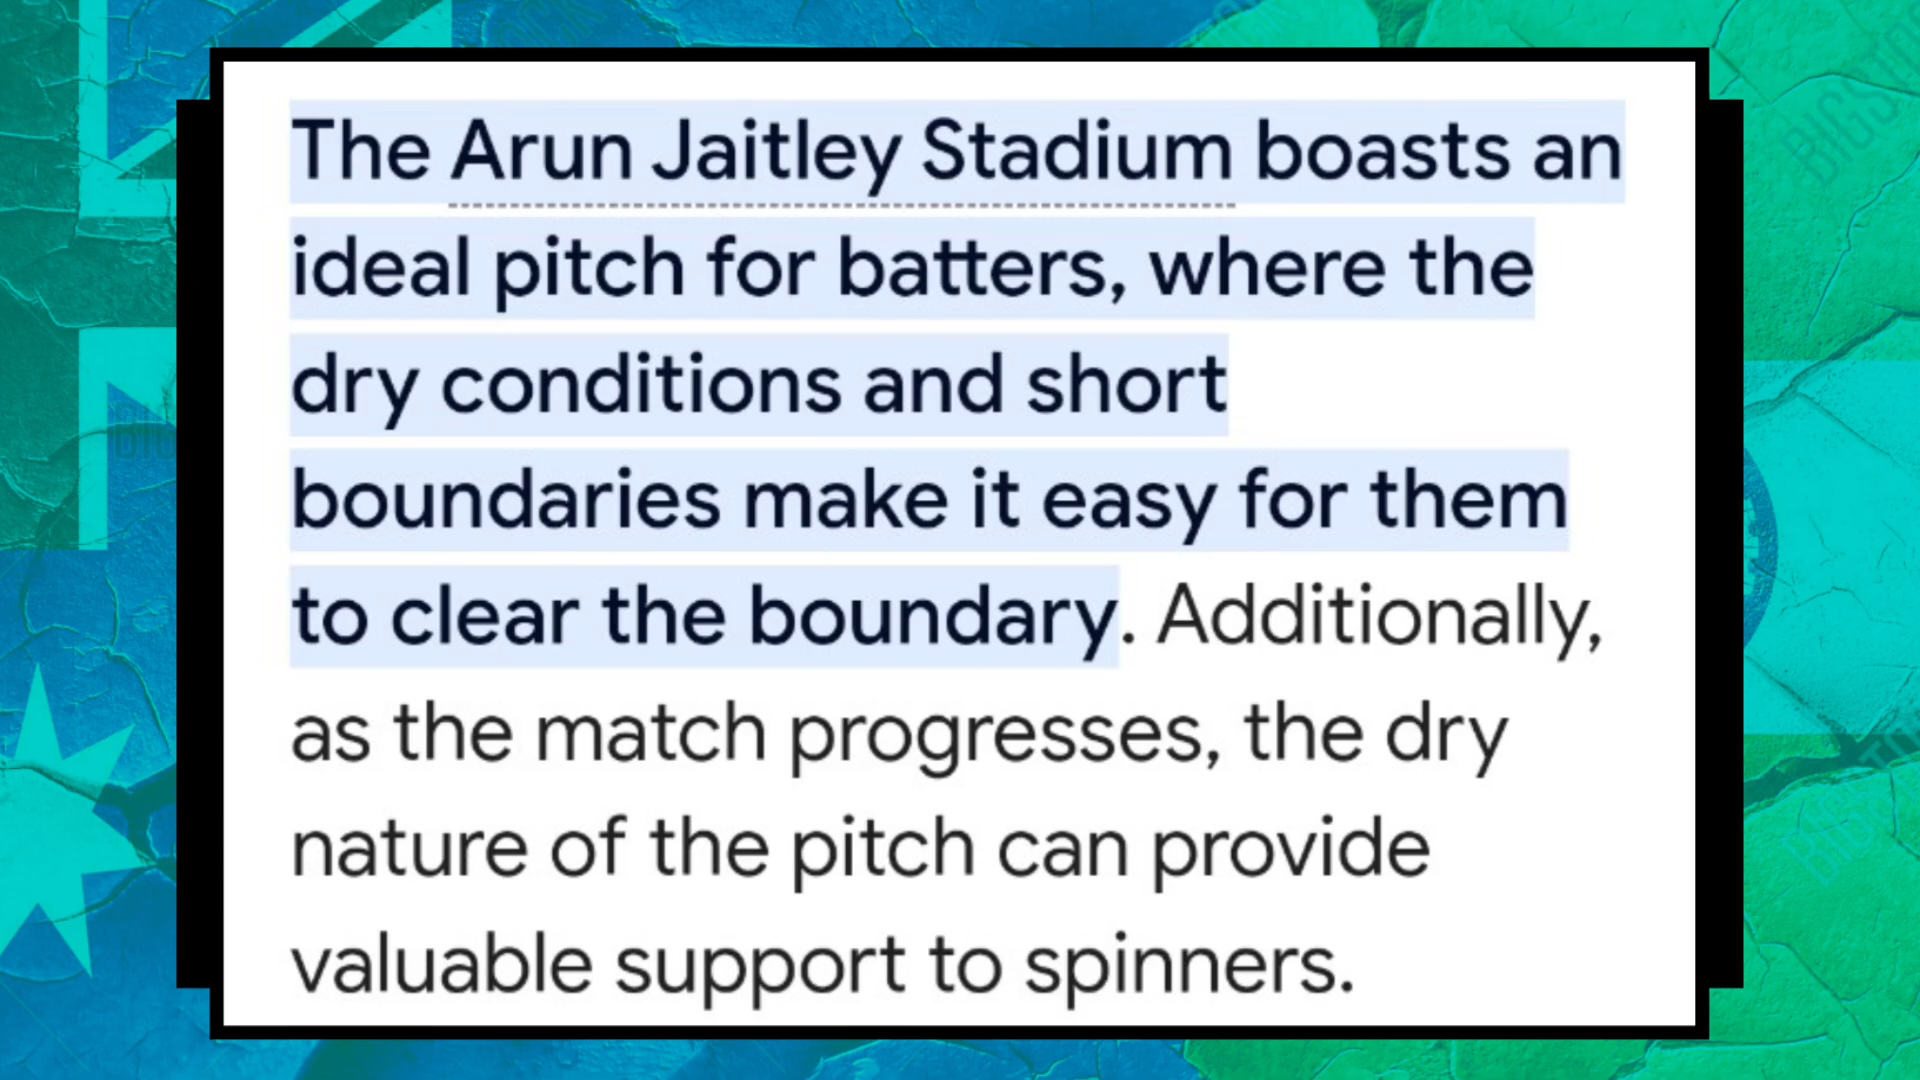 The Arun Jaitley Stadium boasts an
ideal pitch for batters, where the
dry conditions and short
boundaries make it easy for them
to clear the boundary. Additionally,
as the match progresses, the dry
nature of the pitch can provide
valuable support to spinners.